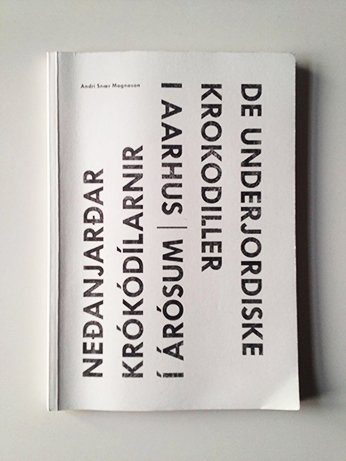 Andri Snær Magnason
DE UNDERJORDISKE
KROKODILLER
I AARHUS | Í ÁRÓSUM
KRÓKÓDÍLARNIR
NEÐANJARÐAR